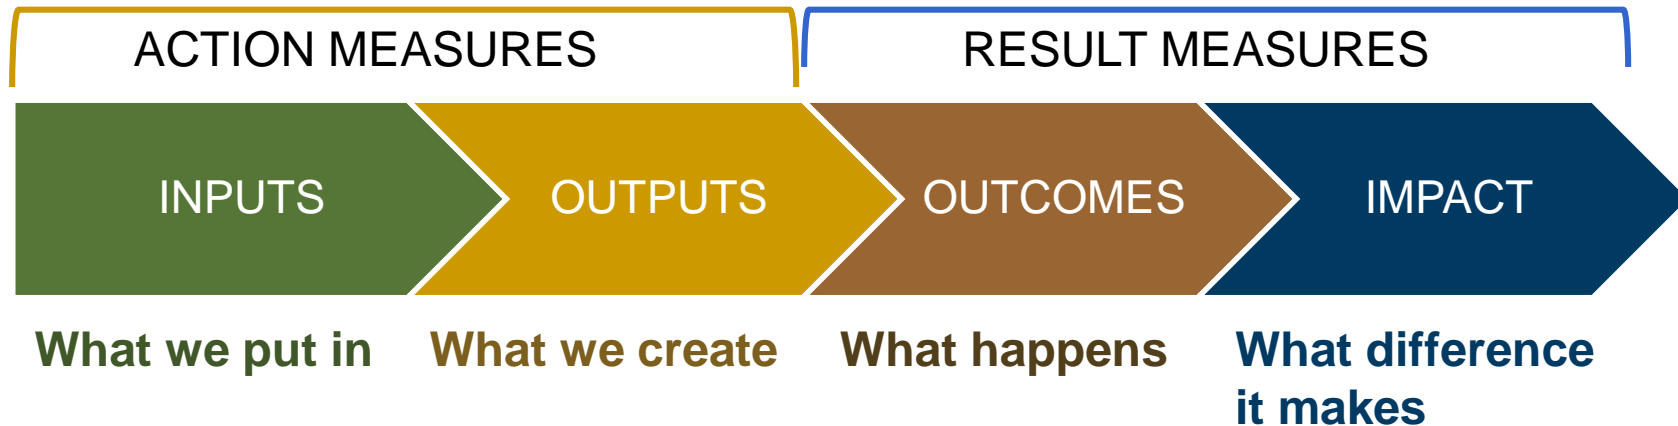 ACTION MEASURES
RESULT MEASURES
INPUTS
OUTPUTS
OUTCOMES
IMPACT
What we put in
What we create
What happens
What difference
it makes